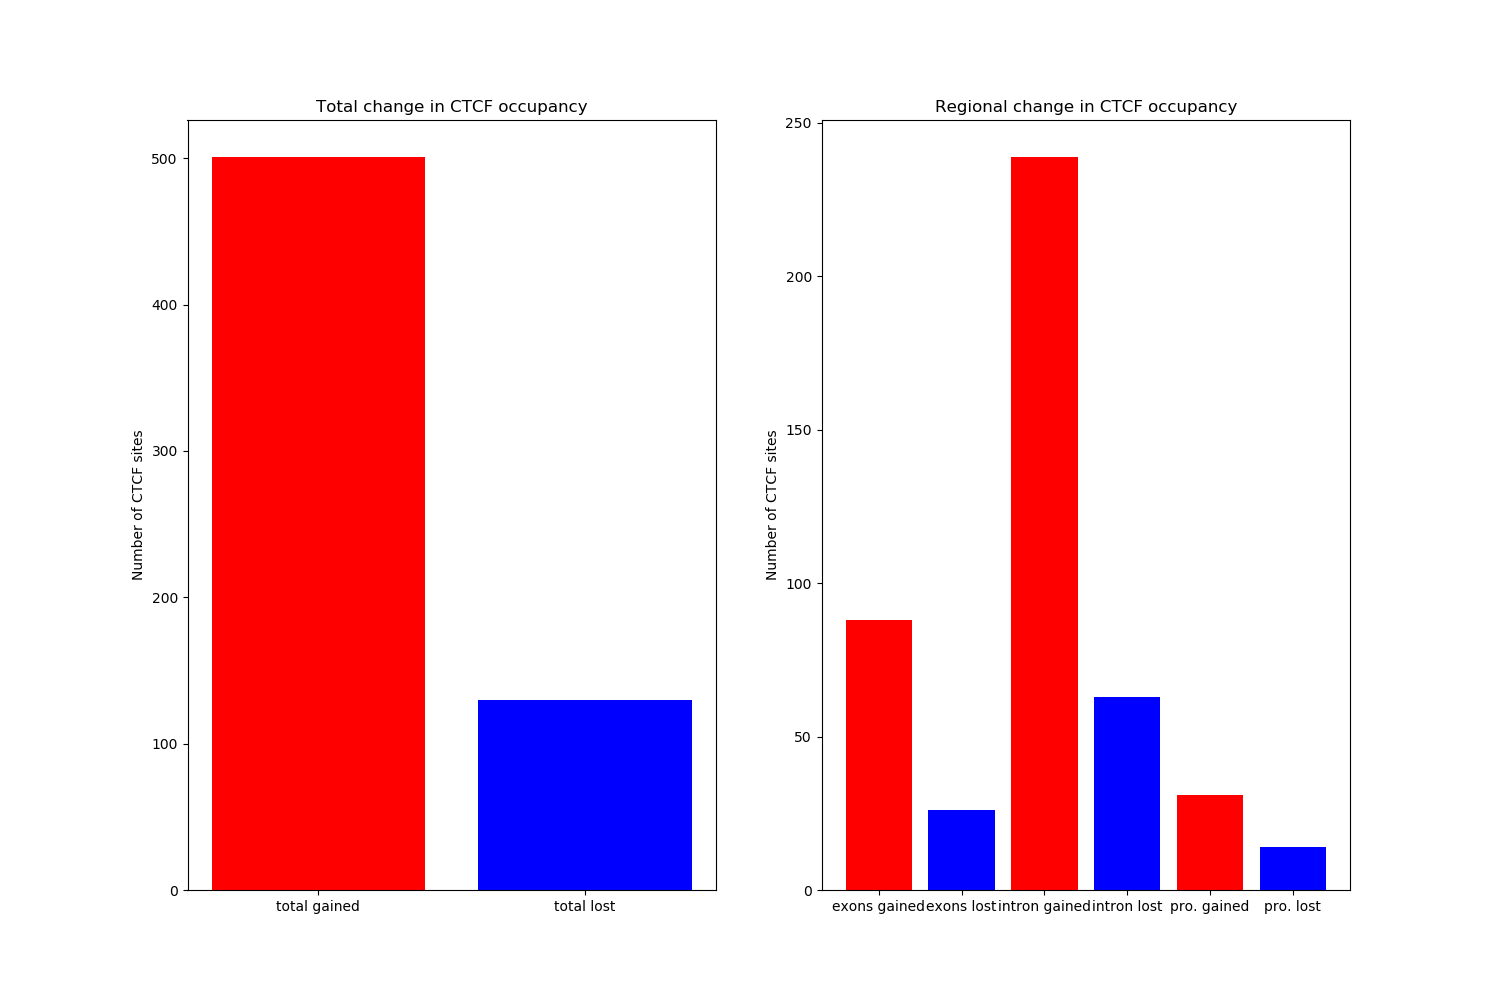 Total change in CTCF occupancy
Number of CTCF sites
500
400
300
200
100
0
total gained
total lost
Regional change in CTCF occupancy
Number of CTCF sites
250
200
150
100
50
0
exons gained
exons lost
intron gained
intron lost
pro. gained
pro. lost